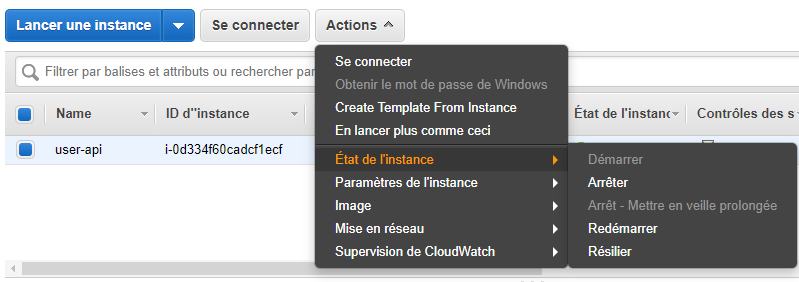 Lancer une instance
Se connecter
Actions
Filtrer par balises et attributs ou rechercher par
Name
ID d''instance
État de l'instanc
Contrôles des s
user-api
i-0d334f60cadcf1ecf
Se connecter
Obtenir le mot de passe de Windows
Create Template From Instance
En lancer plus comme ceci
État de l'instance
Paramètres de l'instance
Image
Mise en réseau
Supervision de CloudWatch
Démarrer
Arrêter
Arrêt - Mettre en veille prolongée
Redémarrer
Résilier